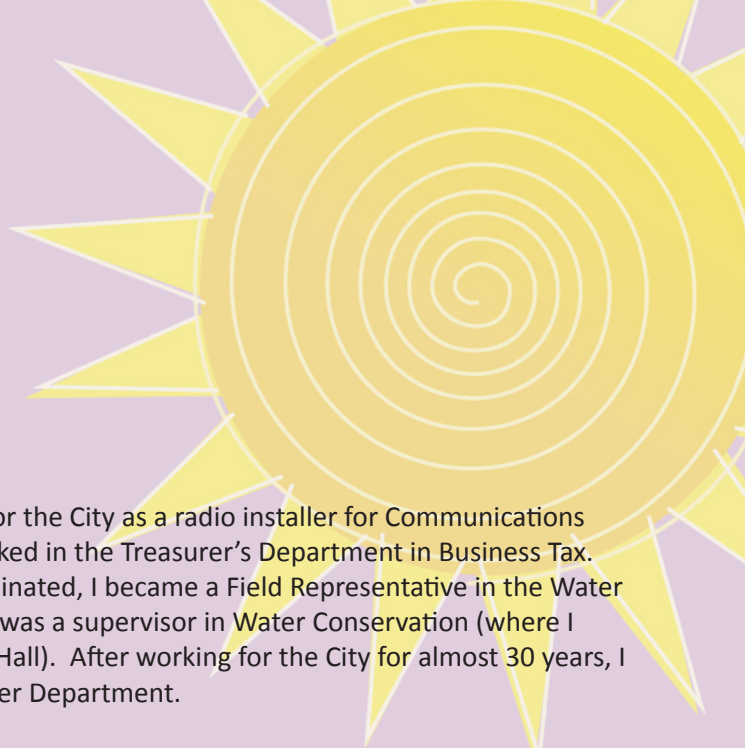 or the City as a radio installer for Communications
ked in the Treasurer's Department in Business Tax.
inated, I became a Field Representative in the Water
was a supervisor in Water Conservation (where I
Hall).  After working for the City for almost 30 years, I
er Department.